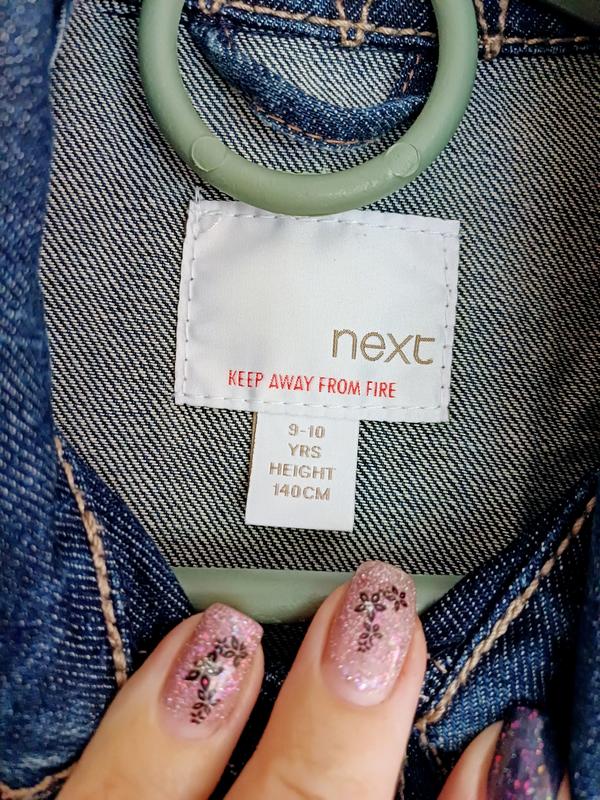 next
KEEP AWAY FROM FIRE
9-10
YRS
HEIGHT
140CM